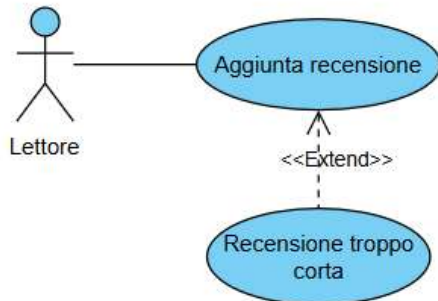 Aggiunta recensione
Lettore
<<Extend>>
Recensione troppo
corta